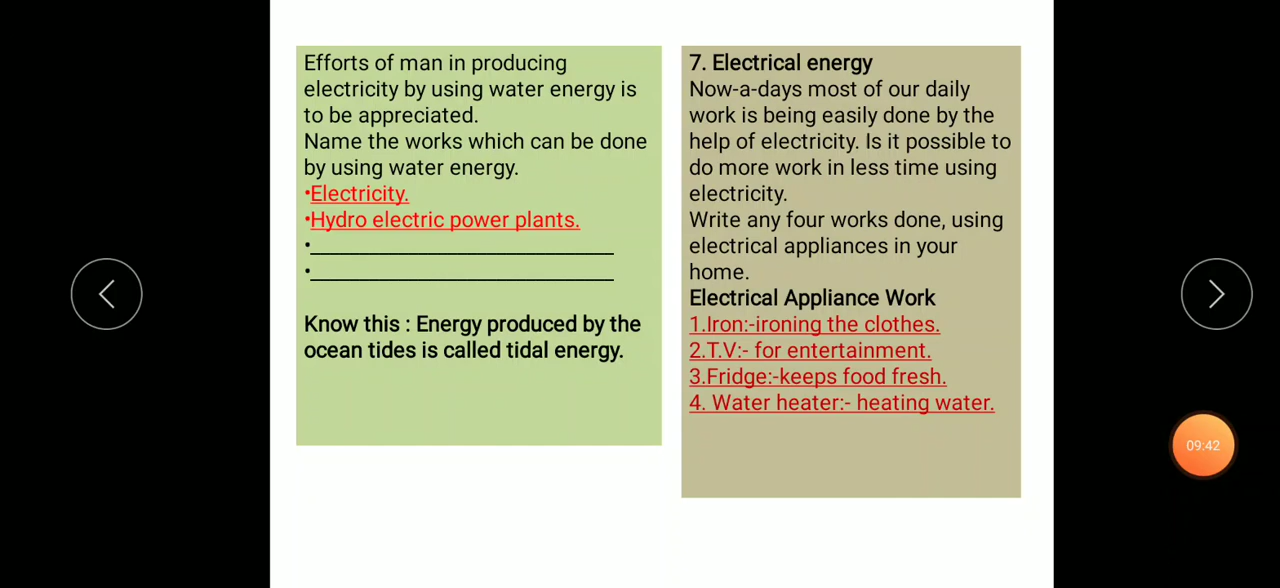 Efforts of man in producing
electricity by using water energy is
to be appreciated.
Name the works which can be done
by using water energy.
•Electricity.
•Hydro electric power plants.
•
•
Know this : Energy produced by the
ocean tides is called tidal energy.
7. Electrical energy
Now-a-days most of our daily
work is being easily done by the
help of electricity. Is it possible to
do more work in less time using
electricity.
Write any four works done, using
electrical appliances in your
home.
Electrical Appliance Work
1.Iron:-ironing the clothes.
2.T.V:- for entertainment.
3.Fridge:-keeps food fresh.
4. Water heater:- heating water.
09:42